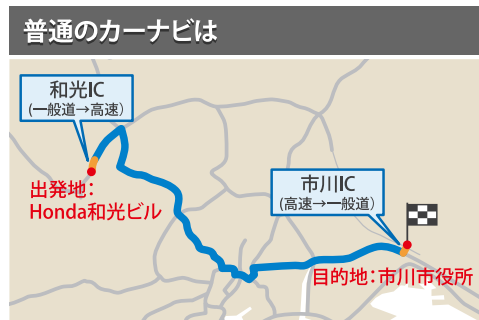 普通のカーナビは
和光IC
(一般道→高速)
出発地：
Honda和光ビル
市川IC
(高速→一般道)
目的地：市川市役所